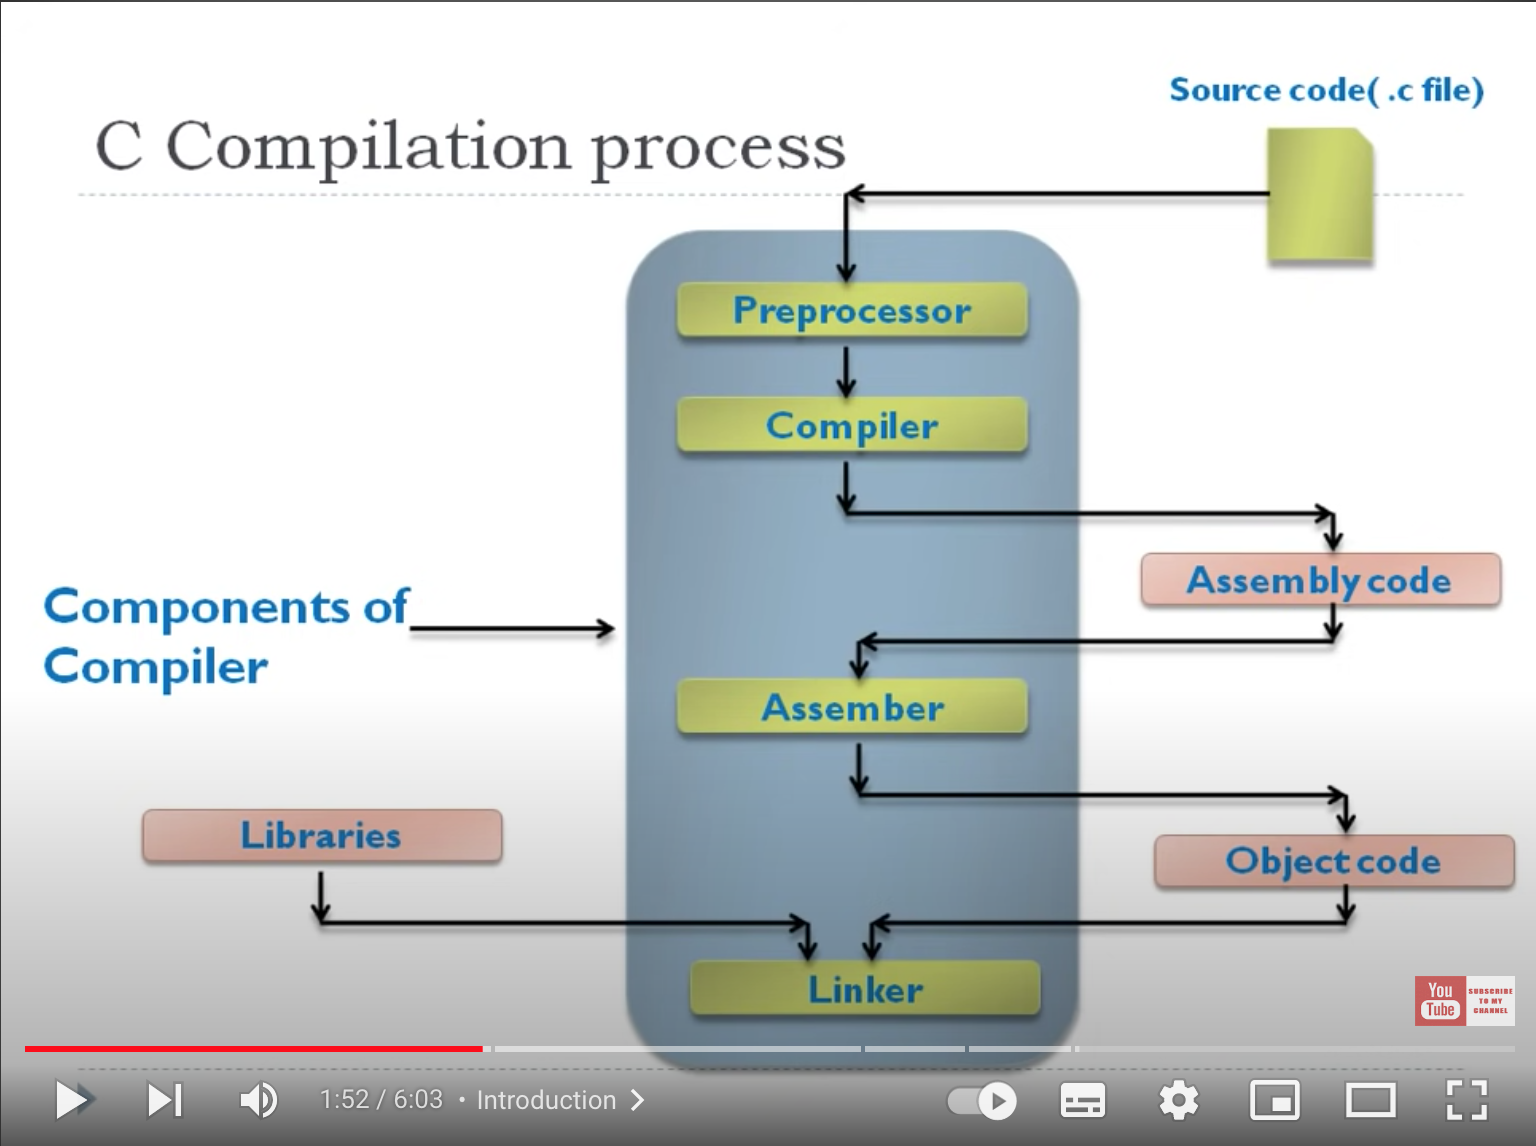 Source code( .c file)
C Compilation process
Preprocessor
Compiler
Assembly code
Components of
Compiler
Assember
Libraries
Object code
Linker
You
Tube
SUBSCRIBE
TO MY
CHANNEL
1:52 / 6:03 • Introduction